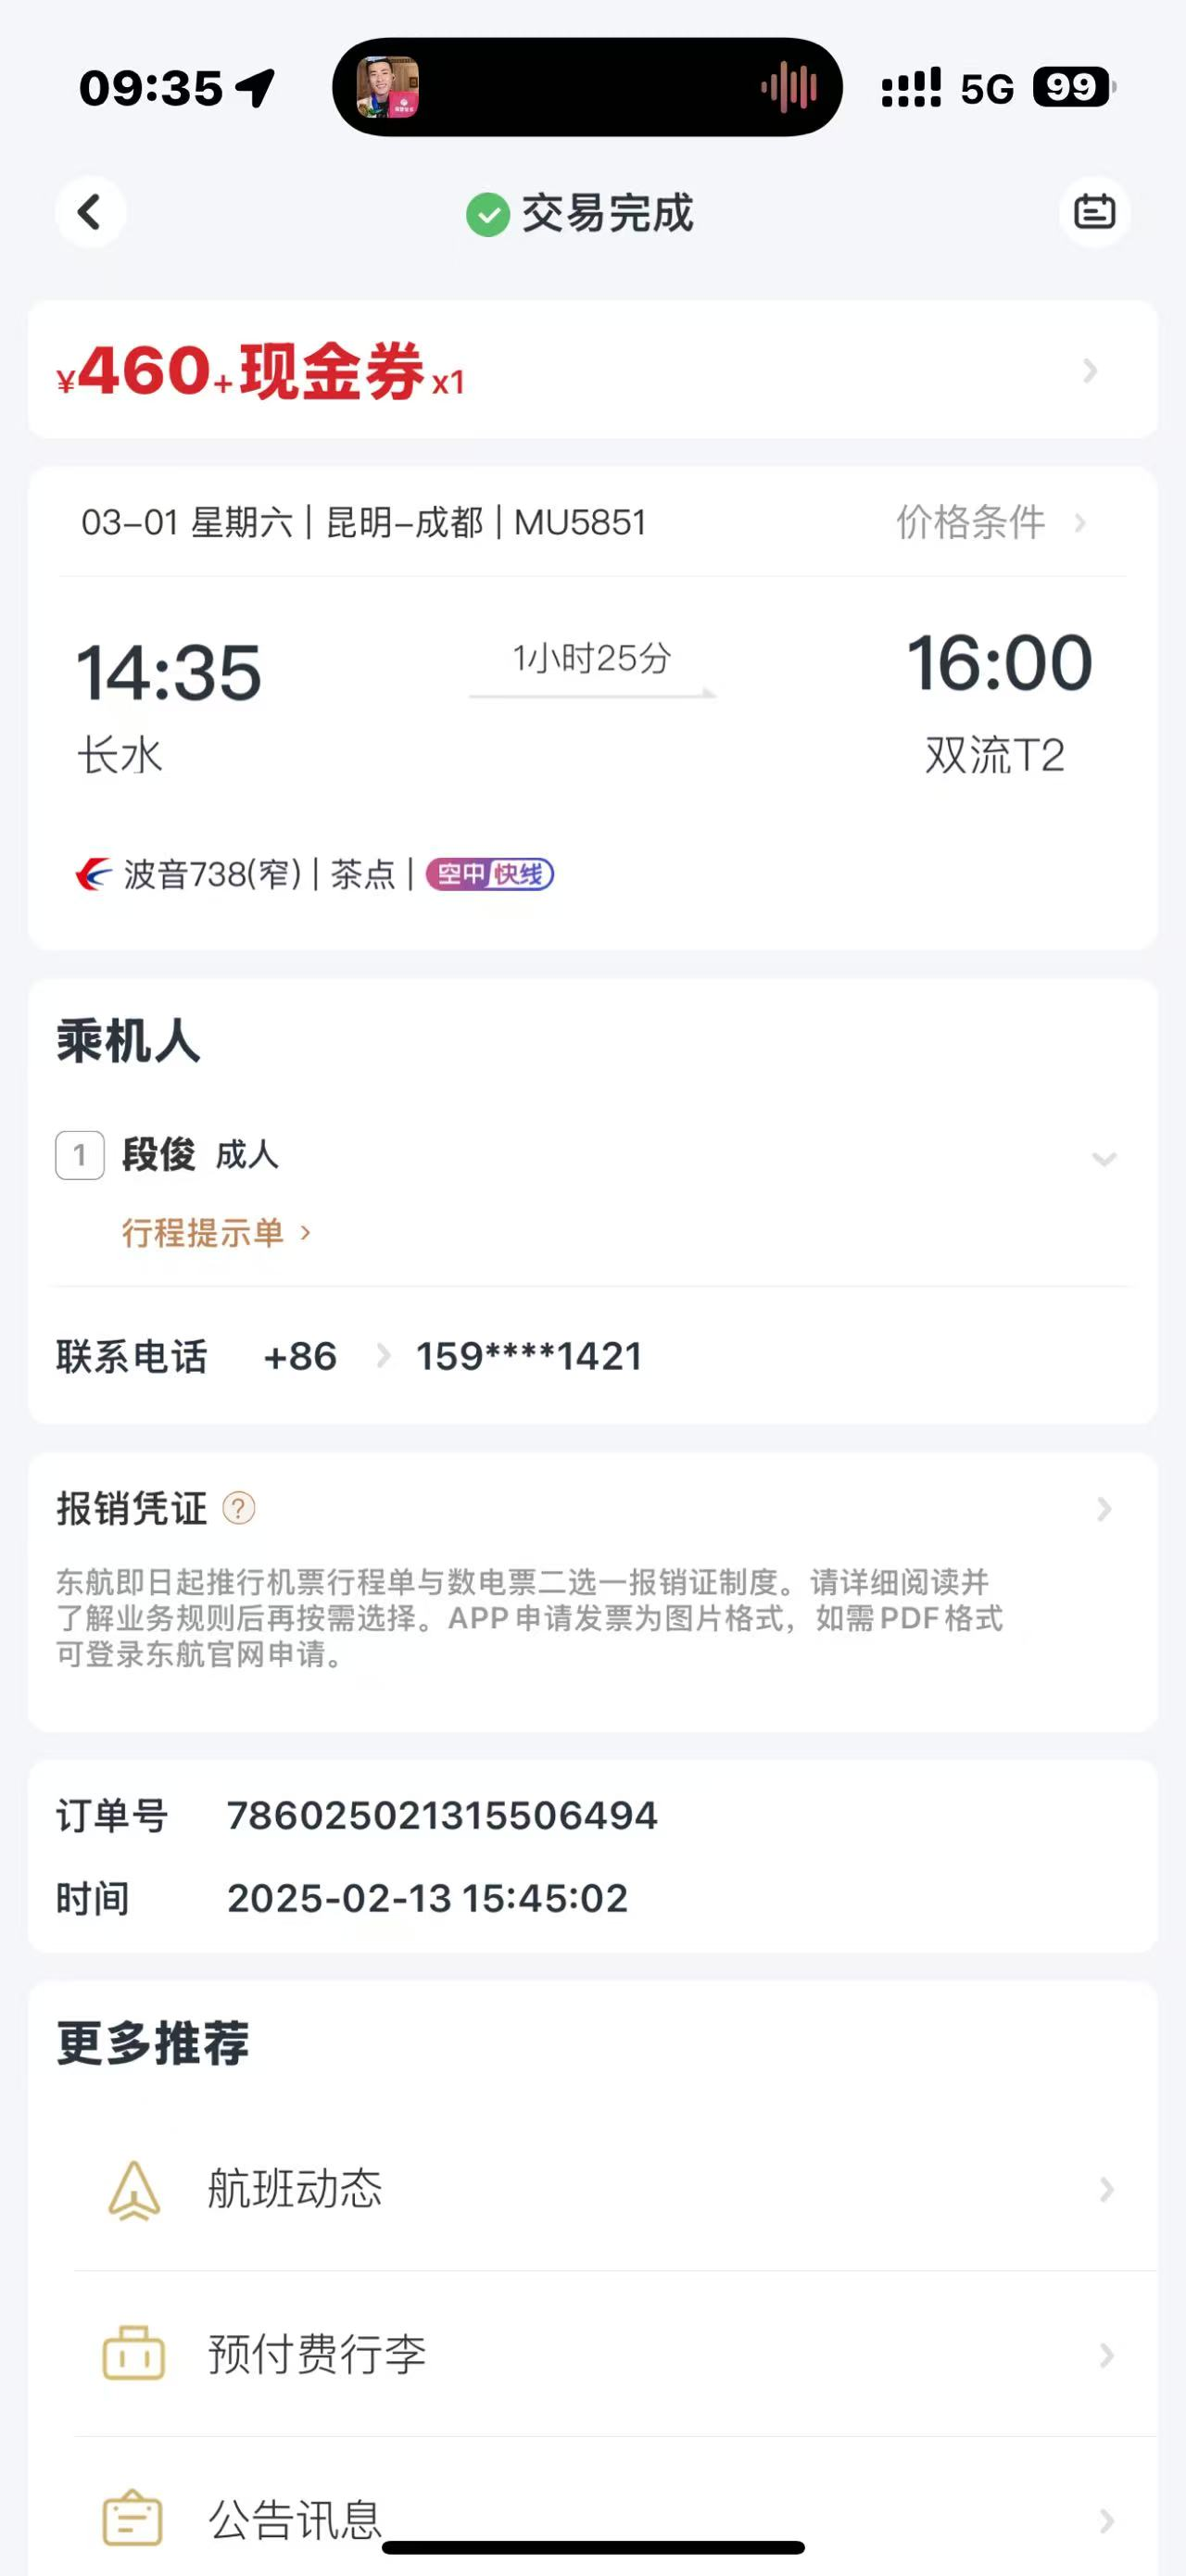 09:35 5G 99
交易完成
¥460+现金券x1
03-01 星期六 | 昆明-成都 | MU5851 价格条件
14:35 1小时25分 16:00
长水 双流T2
波音738(窄) | 茶点 | 空中快线
乘机人
1 段俊 成人
行程提示单
联系电话 +86 159****1421
报销凭证 ?
东航即日起推行机票行程单与数电票二选一报销证制度。请详细阅读并
了解业务规则后再按需选择。APP申请发票为图片格式，如需PDF格式
可登录东航官网申请。
订单号 786025021315506494
时间 2025-02-13 15:45:02
更多推荐
航班动态
预付费行李
公告讯息